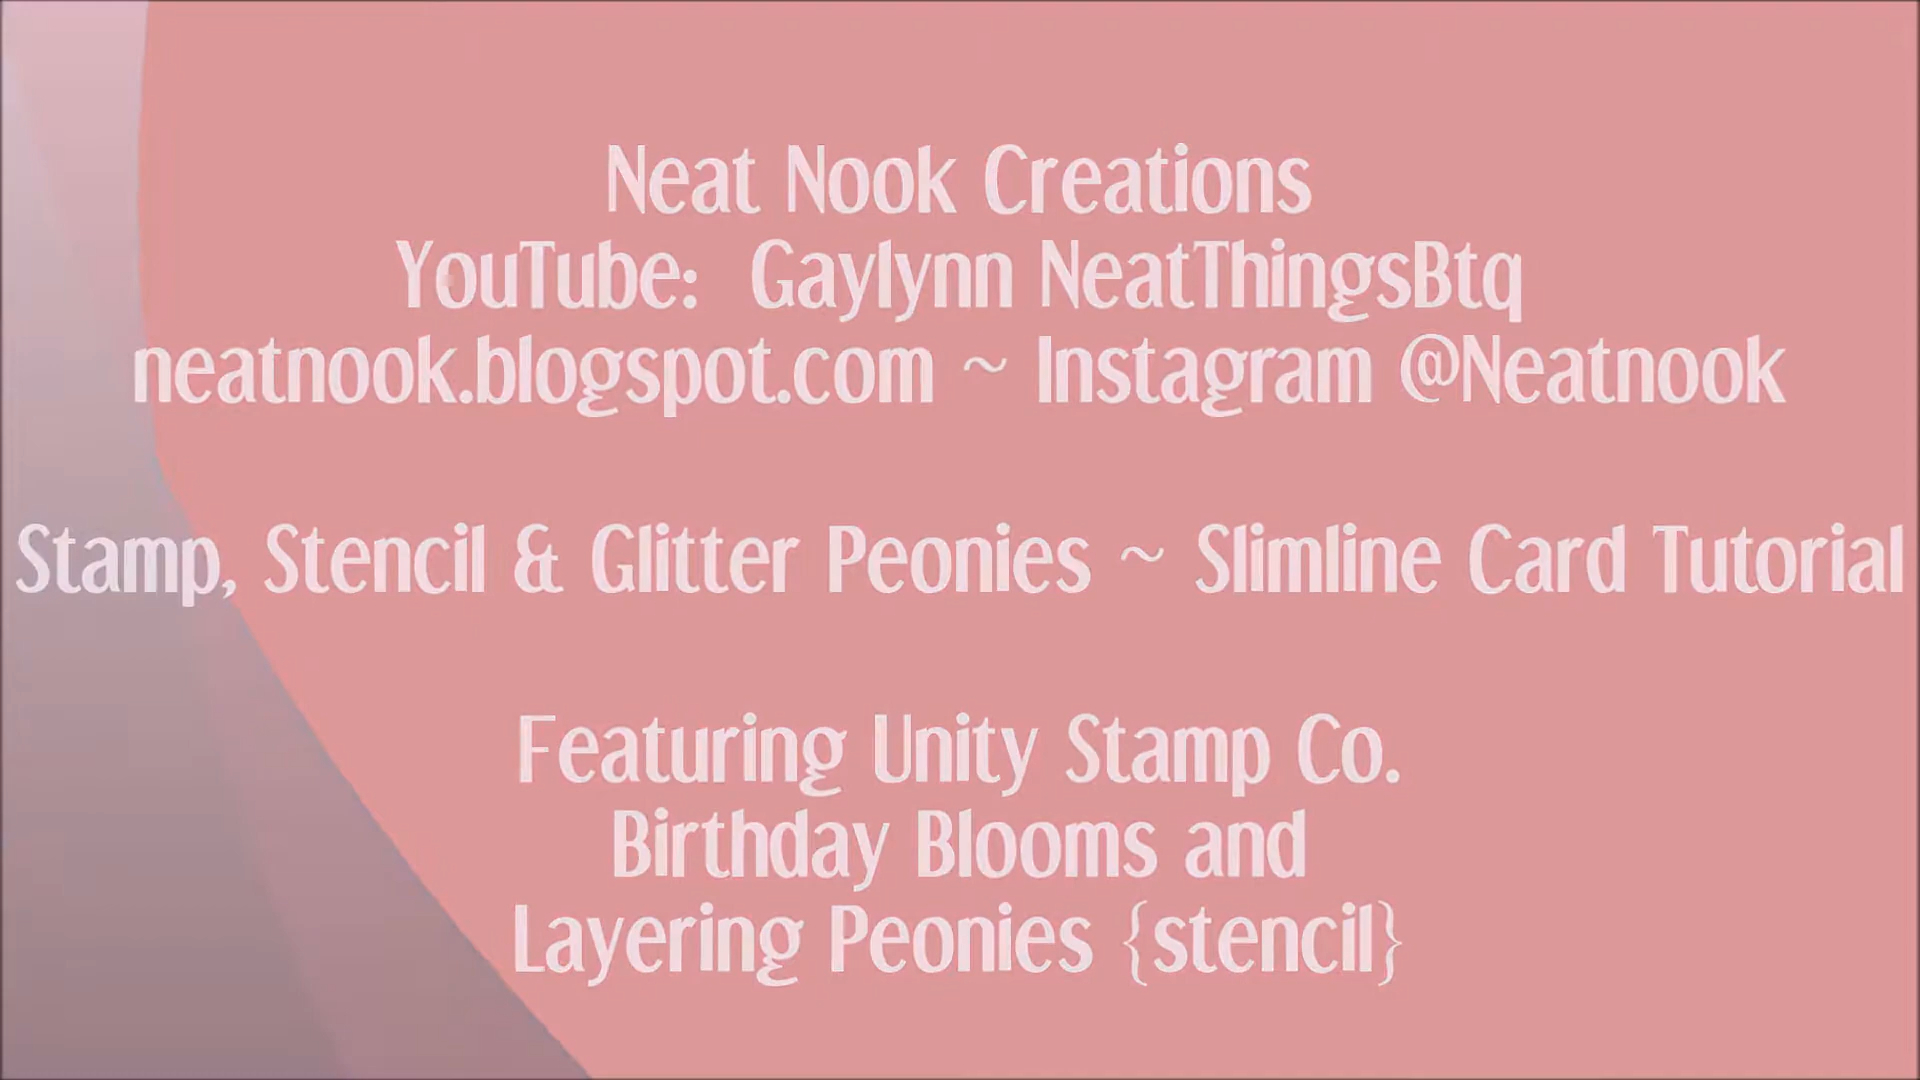 Neat Nook Creations
YouTube: Gaylynn NeatThingsBtq
neatnook.blogspot.com ~ Instagram @Neatnook
Stamp, Stencil & Glitter Peonies ~ Slimline Card Tutorial
Featuring Unity Stamp Co.
Birthday Blooms and
Layering Peonies {stencil}